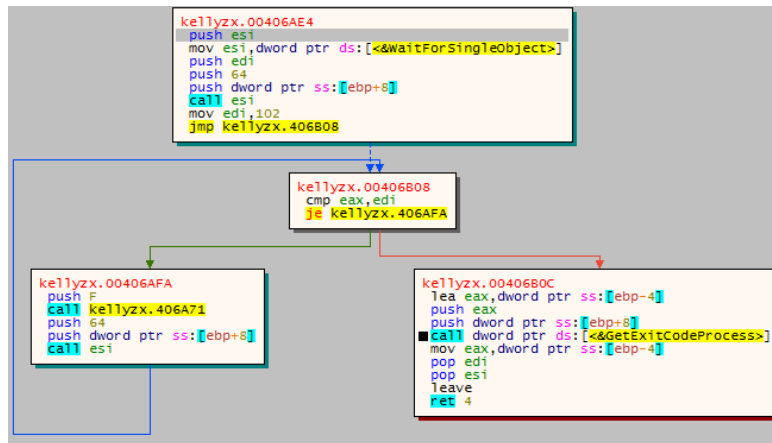 kellyzx.00406AE4
push esi
mov esi,dword ptr ds:[<&WaitForSingleObject>]
push edi
push 64
push dword ptr ss:[ebp+8]
call esi
mov edi,102
jmp kellyzx.406B08
kellyzx.00406B08
cmp eax,edi
je kellyzx.406AFA
kellyzx.00406AFA
push F
call kellyzx.406A71
push 64
push dword ptr ss:[ebp+8]
call esi
kellyzx.00406B0C
lea eax,dword ptr ss:[ebp-4]
push eax
push dword ptr ss:[ebp+8]
call dword ptr ds:[<&GetExitCodeProcess>]
mov eax,dword ptr ss:[ebp-4]
pop edi
pop esi
leave
ret 4